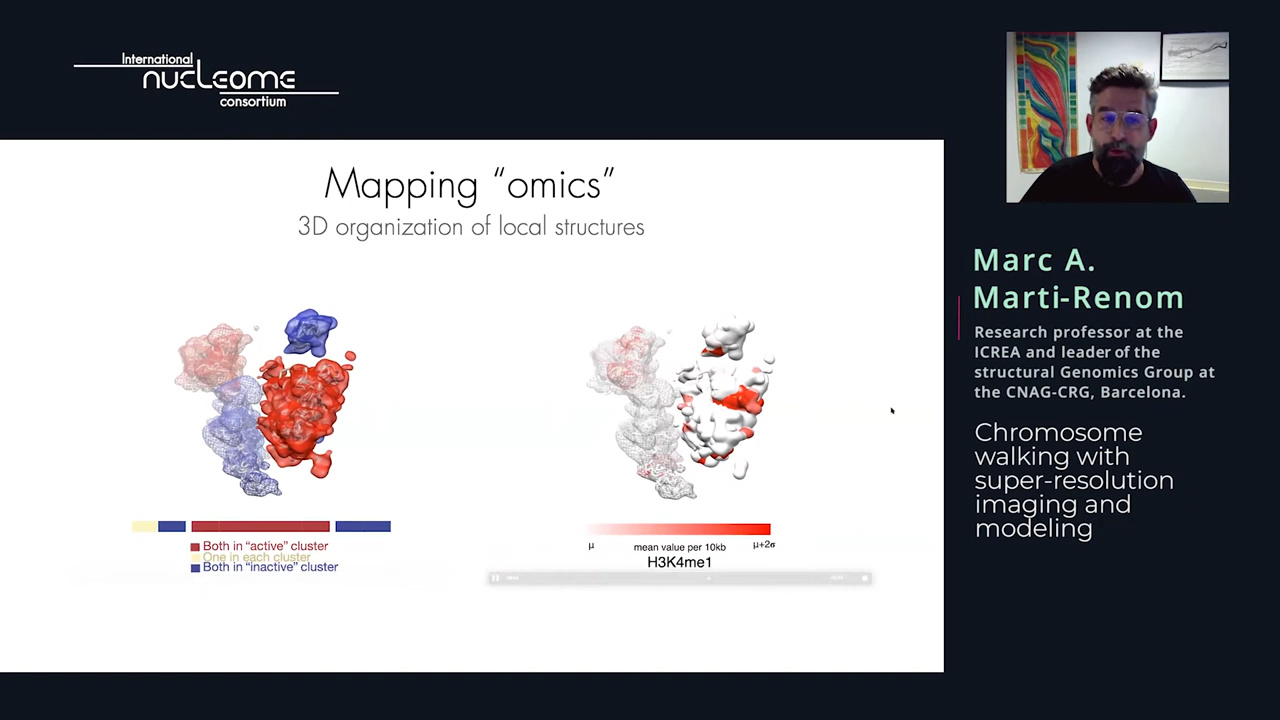 International
nucleome
consortium
Mapping “omics”
3D organization of local structures
Both in “active” cluster
One in each cluster
Both in “inactive” cluster
μ
mean value per 10kb
μ+2σ
H3K4me1
Marc A.
Marti-Renom
Research professor at the
ICREA and leader of the
structural Genomics Group at
the CNAG-CRG, Barcelona.
Chromosome
walking with
super-resolution
imaging and
modeling